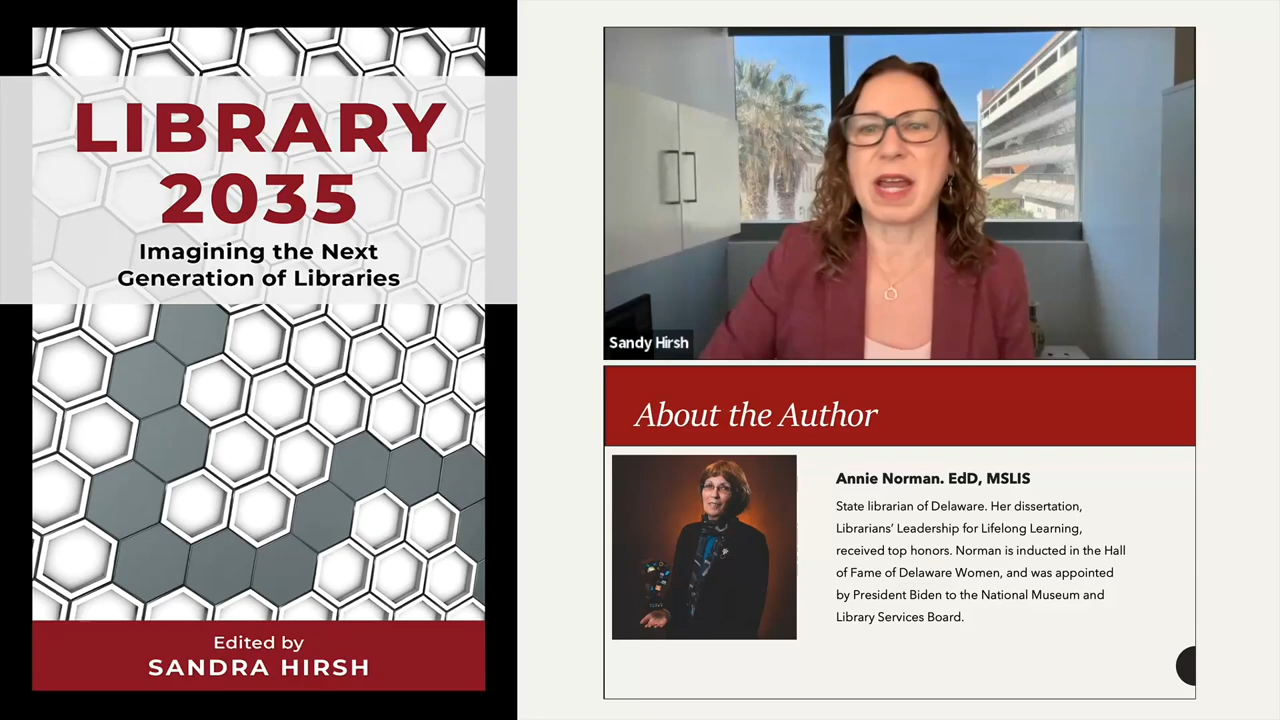 LIBRARY
2035
Imagining the Next
Generation of Libraries
Edited by
SANDRA HIRSH
Sandy Hirsh
About the Author
Annie Norman. EdD, MSLIS
State librarian of Delaware. Her dissertation,
Librarians’ Leadership for Lifelong Learning,
received top honors. Norman is inducted in the Hall
of Fame of Delaware Women, and was appointed
by President Biden to the National Museum and
Library Services Board.